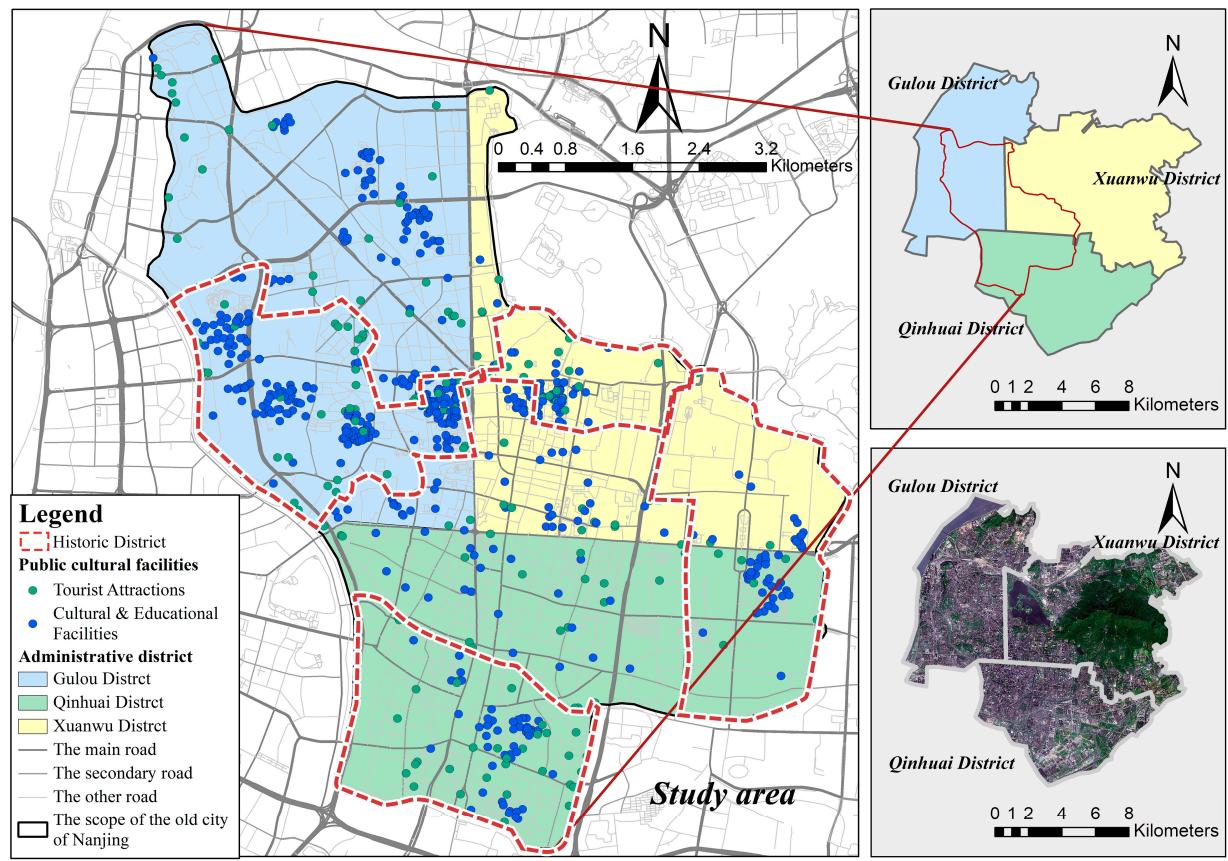 N
0 0.4 0.8 1.6 2.4 3.2
Kilometers
Study area
Legend
Historic District
Public cultural facilities
Tourist Attractions
Cultural & Educational
Facilities
Administrative district
Gulou Distrct
Qinhuai Distrct
Xuanwu Distrct
The main road
The secondary road
The other road
The scope of the old city
of Nanjing
N
Gulou District
Xuanwu District
Qinhuai District
0 1 2 4 6 8
Kilometers
N
Gulou District
Xuanwu District
Qinhuai District
0 1 2 4 6 8
Kilometers